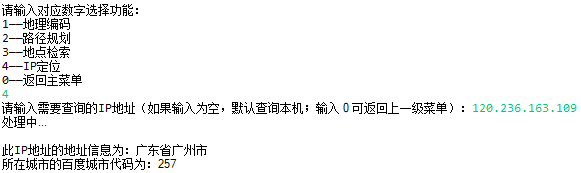 请输入对应数字选择功能：
1——地理编码
2——路径规划
3——地点检索
4——IP定位
0——返回主菜单
4
请输入需要查询的IP地址（如果输入为空，默认查询本机；输入 0 可返回上一级菜单）：120.236.163.109
处理中…
此IP地址的地址信息为：广东省广州市
所在城市的百度城市代码为：257